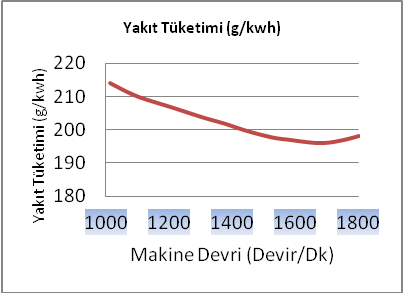 Yakıt Tüketimi (g/kwh)
Yakıt Tüketimi (g/kwh)
220
210
200
190
180
1000 1200 1400 1600 1800
Makine Devri (Devir/Dk)